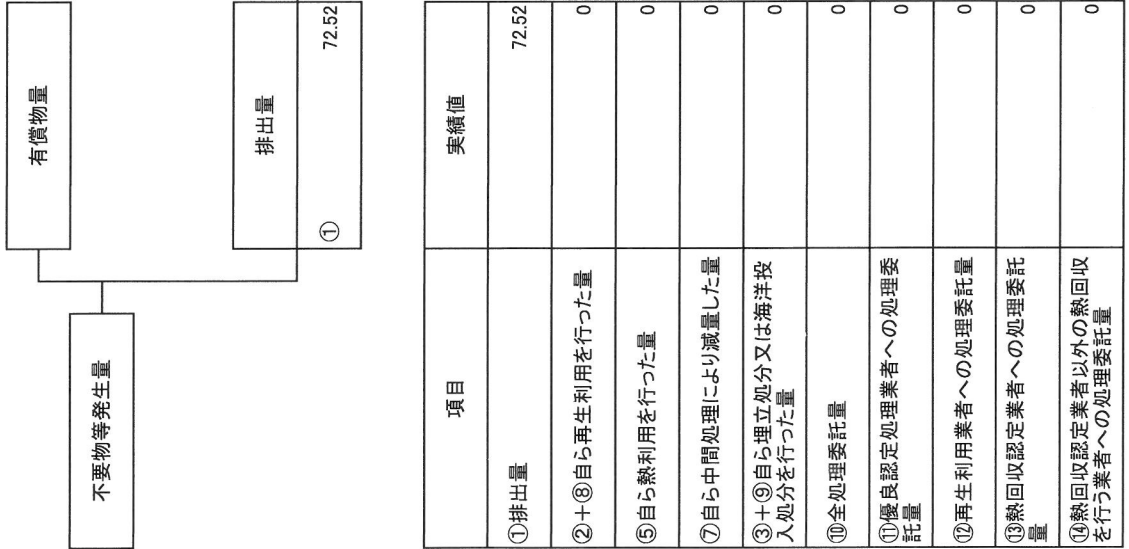 有償物量
不要物等発生量
排出量
① 72.52
項目 実績値
①排出量 72.52
②+⑧自ら再生利用を行った量 0
⑤自ら熱利用を行った量 0
⑦自ら中間処理により減量した量 0
③+⑨自ら埋立処分又は海洋投
入処分を行った量 0
⑩全処理委託量 0
⑪優良認定処理業者への処理委
託量 0
⑫再生利用業者への処理委託量 0
⑬熱回収認定業者への処理委託
量 0
⑭熱回収認定業者以外の熱回収
を行う業者への処理委託量 0